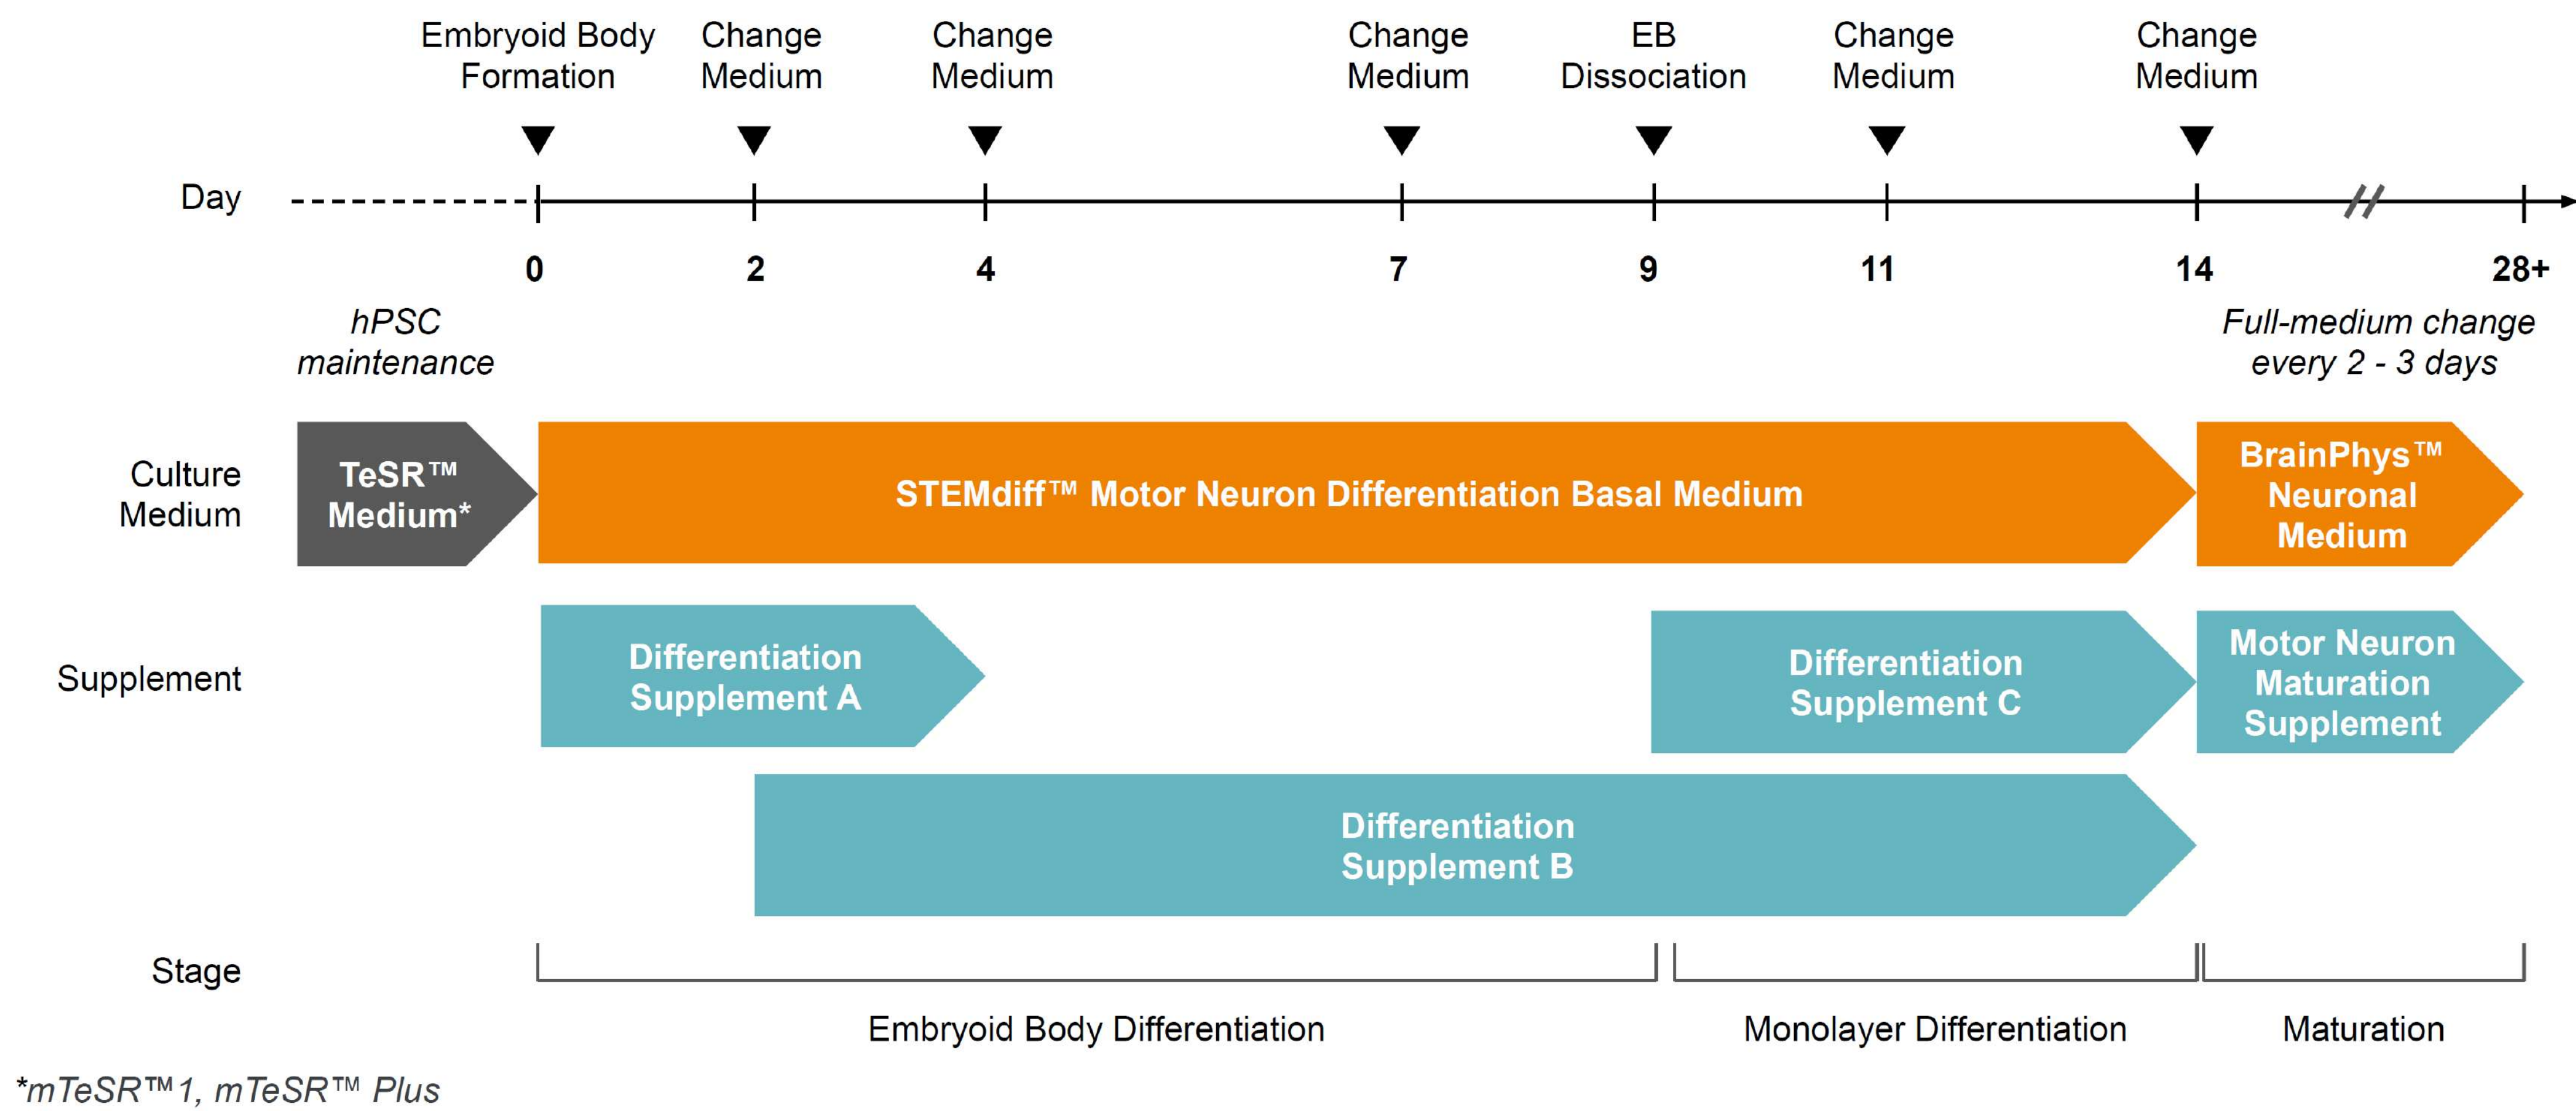 Embryoid Body
Formation
Change
Medium
Change
Medium
Change
Medium
EB
Dissociation
Change
Medium
Change
Medium
Day
0
2
4
7
9
11
14
28+
hPSC
maintenance
Full-medium change
every 2 - 3 days
Culture
Medium
TeSR™
Medium*
STEMdiff™ Motor Neuron Differentiation Basal Medium
BrainPhys™
Neuronal
Medium
Supplement
Differentiation
Supplement A
Differentiation
Supplement C
Motor Neuron
Maturation
Supplement
Differentiation
Supplement B
Stage
Embryoid Body Differentiation
Monolayer Differentiation
Maturation
*mTeSR™1, mTeSR™ Plus